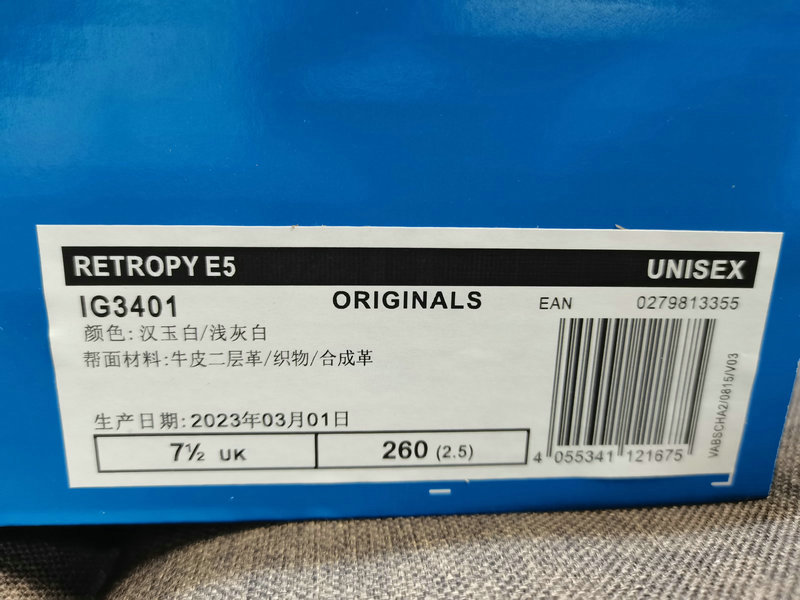 RETROPY E5 UNISEX
IG3401 ORIGINALS EAN 0279813355
颜色: 汉玉白/浅灰白
帮面材料:牛皮二层革/织物/合成革
生产日期: 2023年03月01日
7½ UK 260 (2.5)
4 055341 121675
VABSCHA2/0815/V03